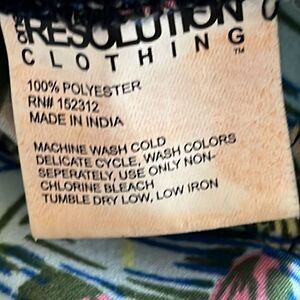 RESOLUTION
CLOTHING™
100% POLYESTER
RN# 152312
MADE IN INDIA
MACHINE WASH COLD
DELICATE CYCLE, WASH COLORS
SEPERATELY, USE ONLY NON-
CHLORINE BLEACH
TUMBLE DRY LOW, LOW IRON